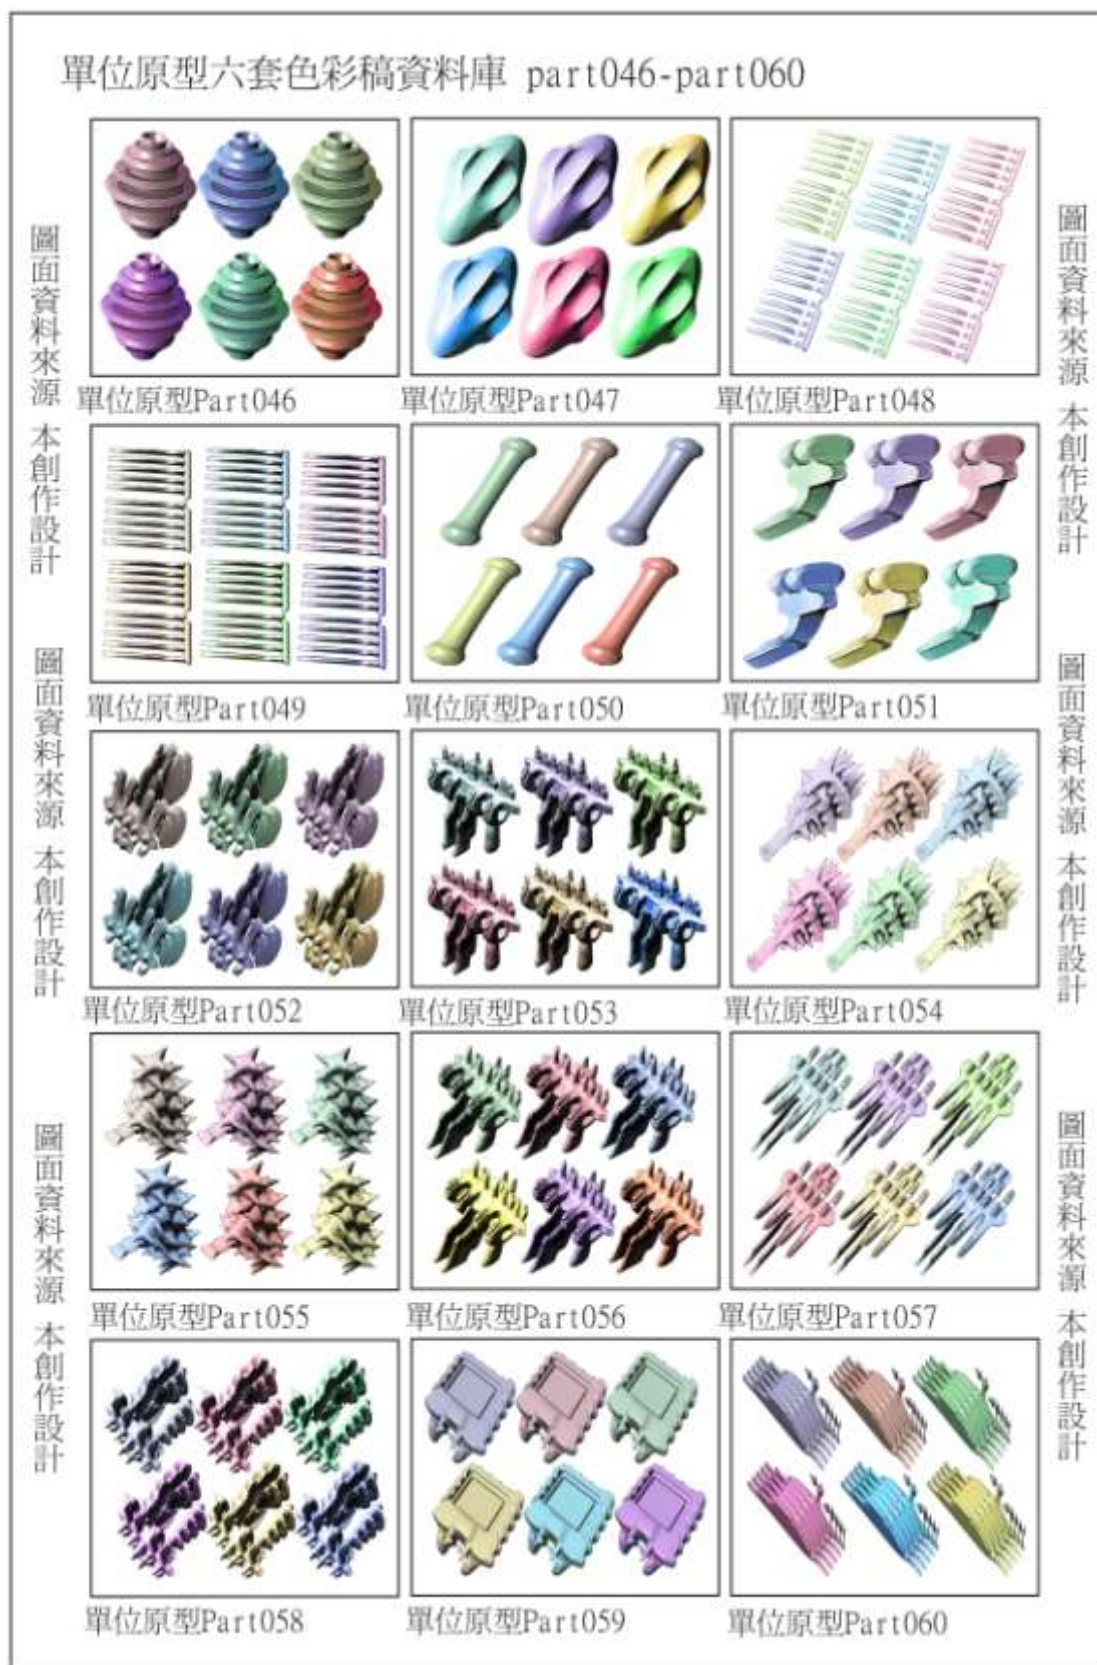 單位原型六套色彩稿資料庫 part046-part060
圖面資料來源 本創作設計
圖面資料來源 本創作設計
圖面資料來源 本創作設計
單位原型Part046
單位原型Part047
單位原型Part048
單位原型Part049
單位原型Part050
單位原型Part051
單位原型Part052
單位原型Part053
單位原型Part054
單位原型Part055
單位原型Part056
單位原型Part057
單位原型Part058
單位原型Part059
單位原型Part060
圖面資料來源 本創作設計
圖面資料來源 本創作設計
圖面資料來源 本創作設計